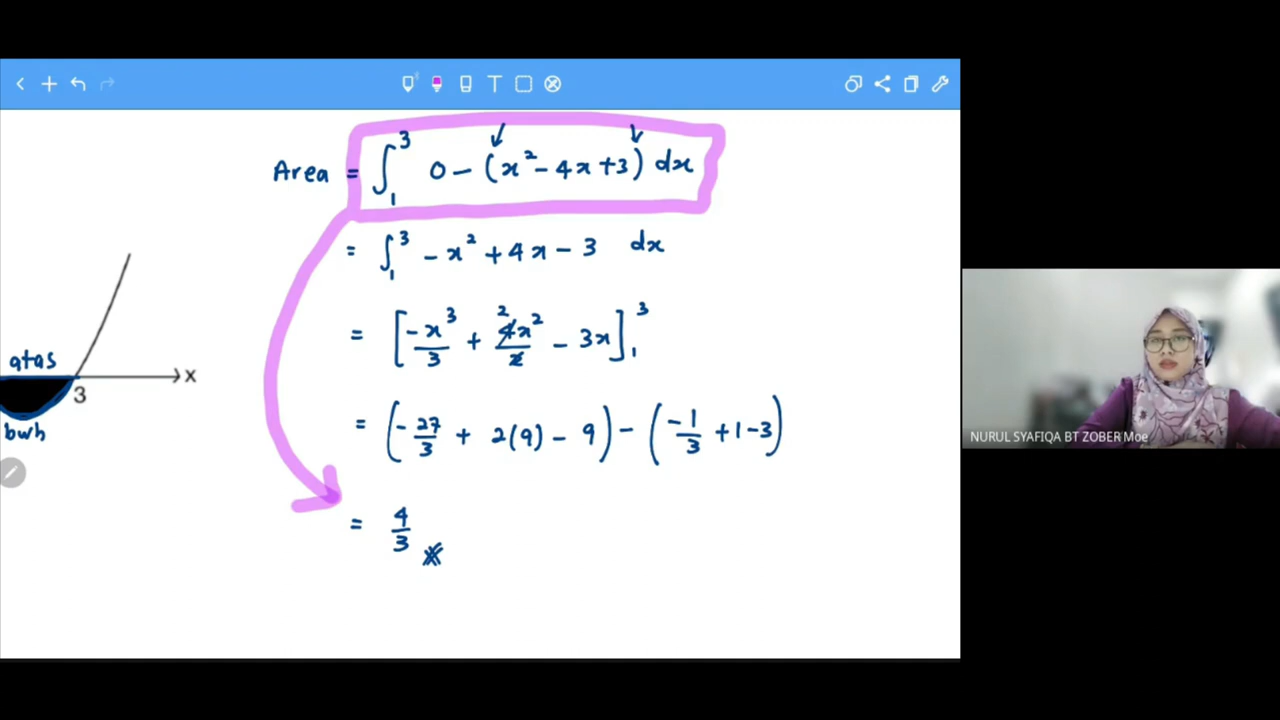 Area = ∫₁³ 0 − (x² − 4x + 3) dx
= ∫₁³ − x² + 4x − 3 dx
= [−x³/3 + ²4x²/2 − 3x]₁³
= (−27/3 + 2(9) − 9) − (−1/3 + 1 − 3)
= 4/3
atas
x
3
bwh
NURUL SYAFIQA BT ZOBER Moe
T